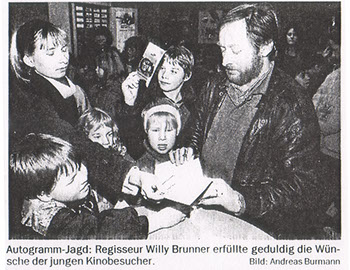 Autogramm-Jagd: Regisseur Willy Brunner erfüllte geduldig die Wün-
sche der jungen Kinobesucher. Bild: Andreas Burmann